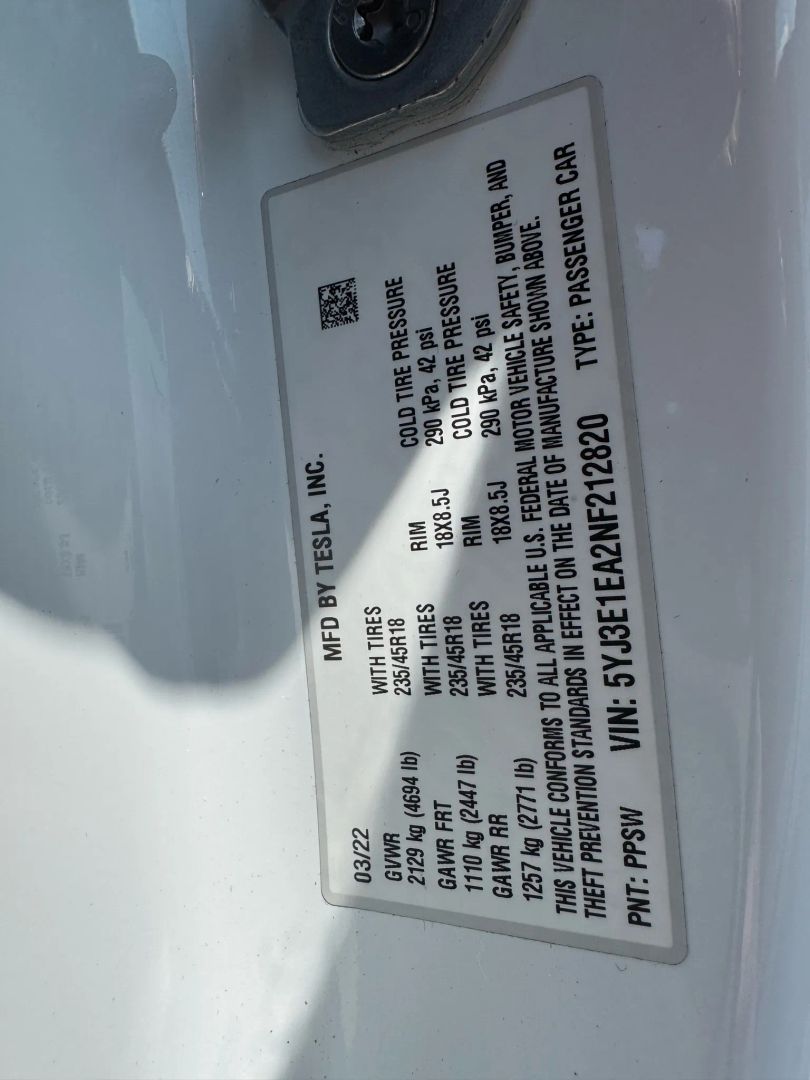 MFD BY TESLA, INC.
03/22
GVWR WITH TIRES RIM COLD TIRE PRESSURE
2129 kg (4694 lb) 235/45R18 18X8.5J 290 kPa, 42 psi
GAWR FRT WITH TIRES RIM COLD TIRE PRESSURE
1110 kg (2447 lb) 235/45R18 18X8.5J 290 kPa, 42 psi
GAWR RR WITH TIRES
1257 kg (2771 lb) 235/45R18
THIS VEHICLE CONFORMS TO ALL APPLICABLE U.S. FEDERAL MOTOR VEHICLE SAFETY, BUMPER, AND
THEFT PREVENTION STANDARDS IN EFFECT ON THE DATE OF MANUFACTURE SHOWN ABOVE.
PNT: PPSW VIN: 5YJ3E1EA2NF212820 TYPE: PASSENGER CAR